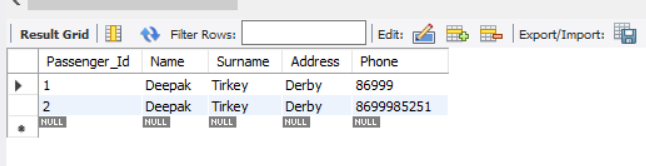 Result Grid Filter Rows: Edit: Export/Import:
Passenger_Id Name Surname Address Phone
1 Deepak Tirkey Derby 86999
2 Deepak Tirkey Derby 8699985251
NULL NULL NULL NULL NULL